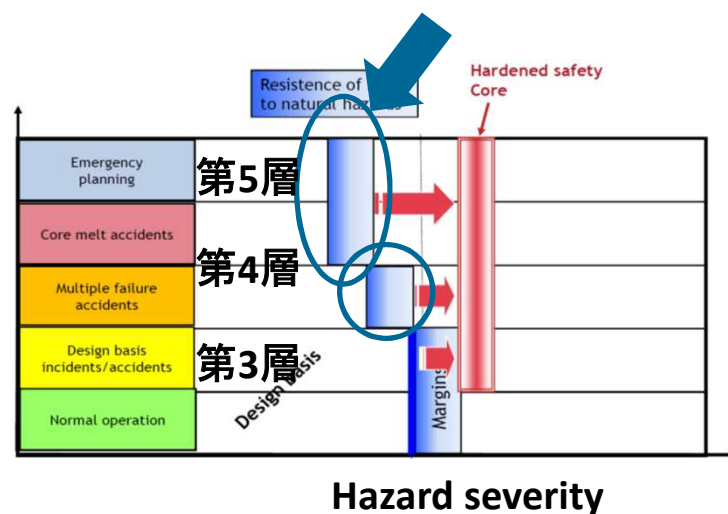 Hardened safety
Core
Resistence of
to natural hazards
Emergency
planning
第5層
Core melt accidents
第4層
Multiple failure
accidents
Design basis
incidents/accidents
第3層
Design basis
Margins
Normal operation
Hazard severity